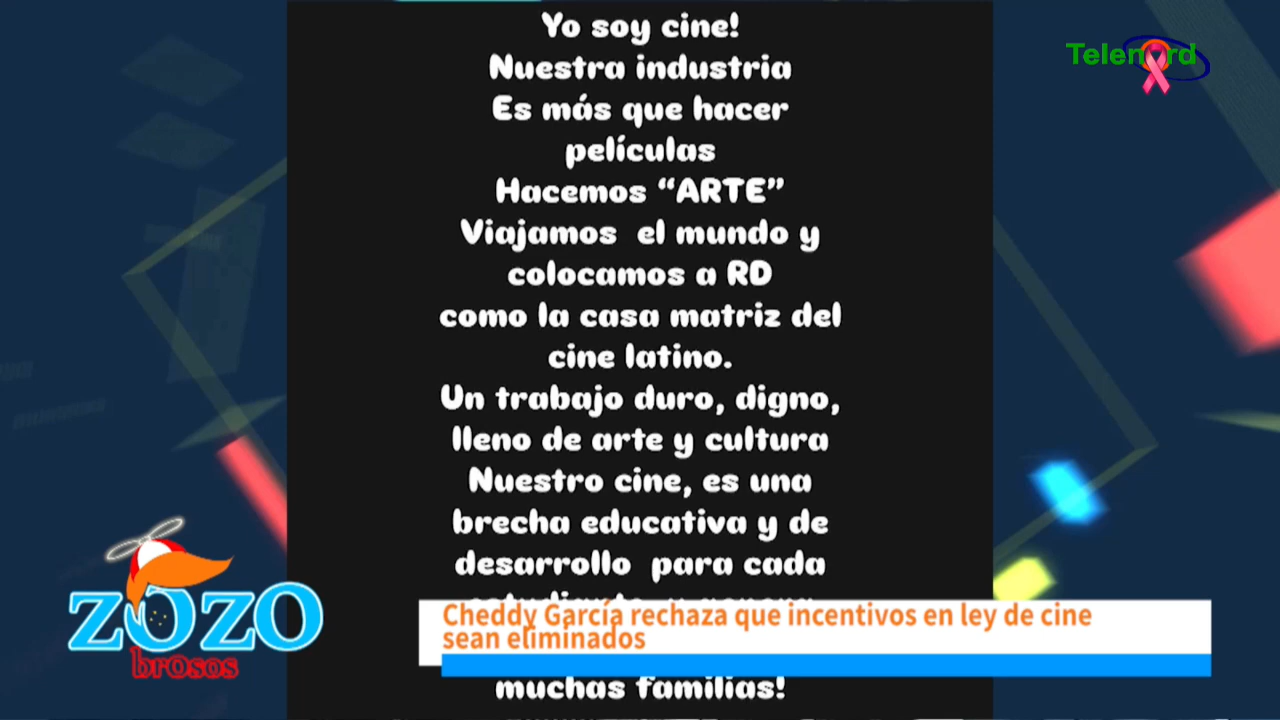 Yo soy cine!
Nuestra industria
Es más que hacer
películas
Hacemos “ARTE”
Viajamos  el mundo y
colocamos a RD
como la casa matriz del
cine latino.
Un trabajo duro, digno,
lleno de arte y cultura
Nuestro cine, es una
brecha educativa y de
desarrollo  para cada
muchas familias!
Telenord
zozo
brosos
Cheddy García rechaza que incentivos en ley de cine
sean eliminados